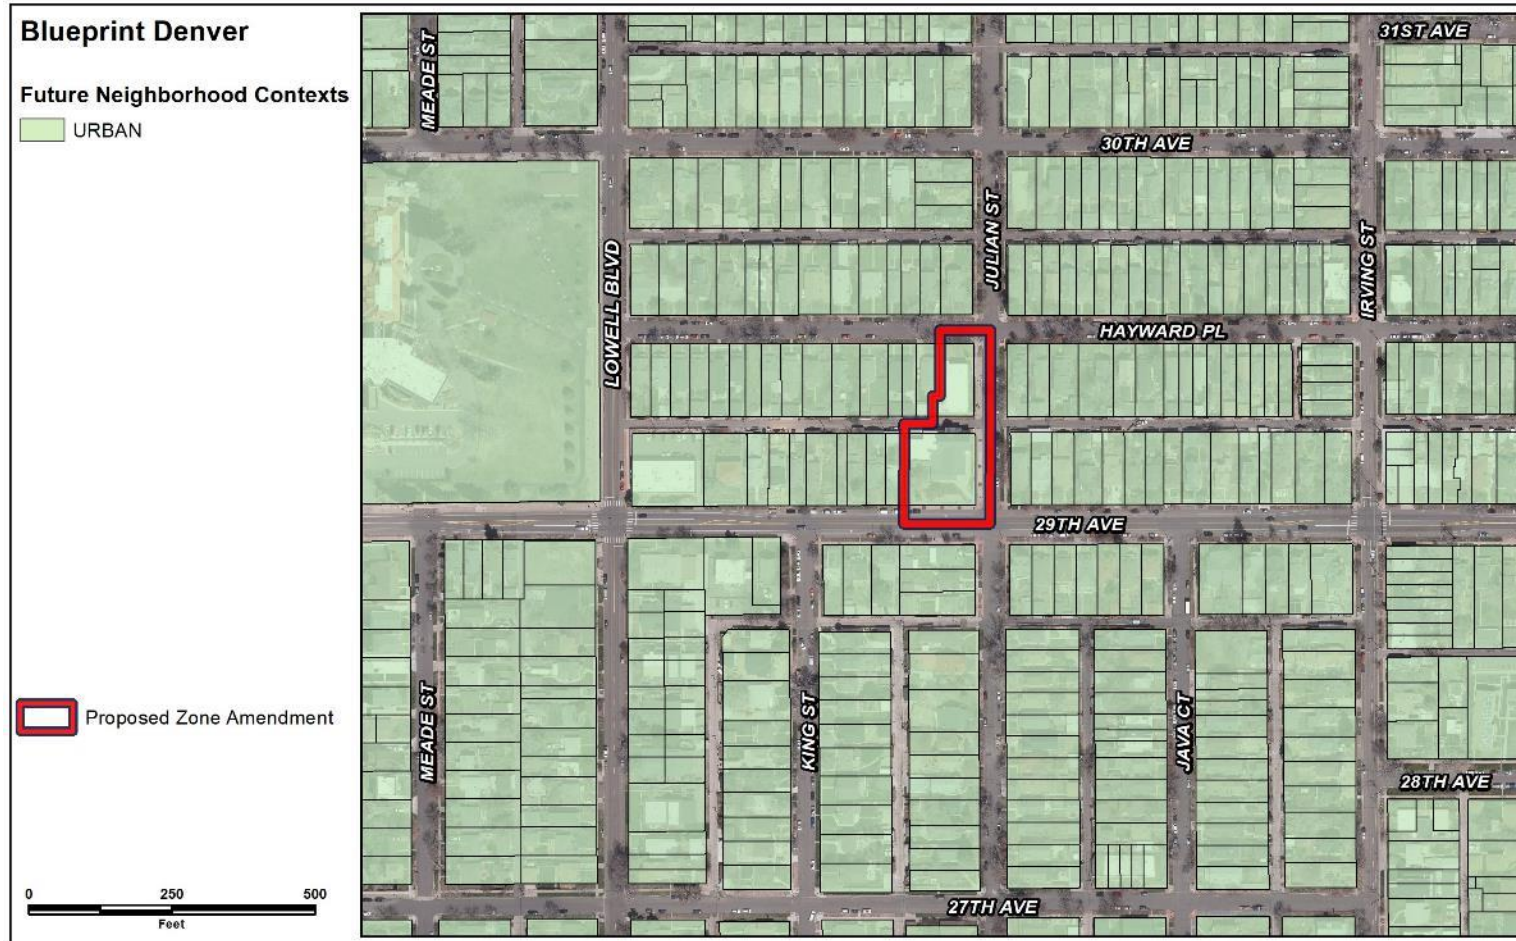 Blueprint Denver
Future Neighborhood Contexts
URBAN
Proposed Zone Amendment
0 250 500
Feet
31ST AVE
MEADE ST
30TH AVE
JULIAN ST
LOWELL BLVD
IRVING ST
HAYWARD PL
29TH AVE
MEADE ST
KING ST
JAVA CT
28TH AVE
27TH AVE